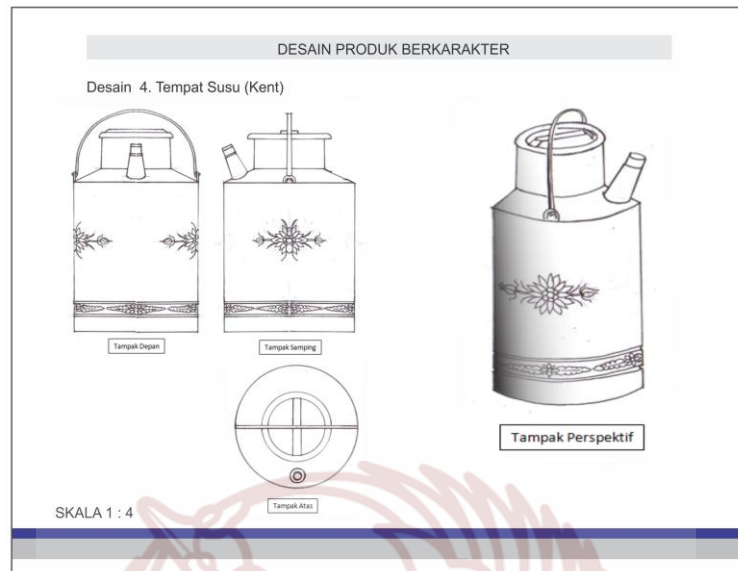 DESAIN PRODUK BERKARAKTER
Desain 4. Tempat Susu (Kent)
Tampak Depan
Tampak Samping
Tampak Perspektif
Tampak Atas
SKALA 1 : 4